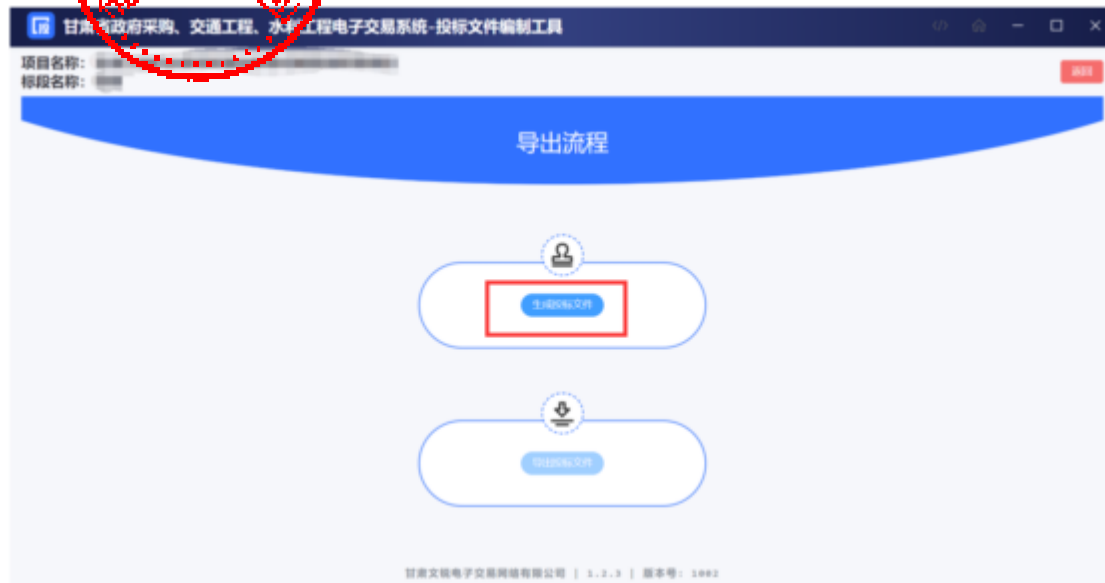 甘肃省政府采购、交通工程、水利工程电子交易系统-投标文件编制工具
项目名称：
标段名称：
返回
导出流程
生成投标文件
导出投标文件
甘肃文锐电子交易网络有限公司 | 1.2.3 | 版本号: 1002